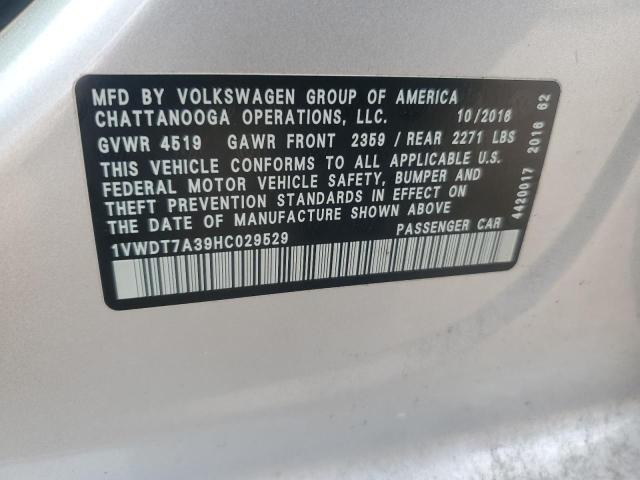 MFD BY VOLKSWAGEN GROUP OF AMERICA
CHATTANOOGA OPERATIONS, LLC. 10/2016
GVWR 4519 GAWR FRONT 2359 / REAR 2271 LBS
THIS VEHICLE CONFORMS TO ALL APPLICABLE U.S.
FEDERAL MOTOR VEHICLE SAFETY, BUMPER AND
THEFT PREVENTION STANDARDS IN EFFECT ON
THE DATE OF MANUFACTURE SHOWN ABOVE
1VWDT7A39HC029529 PASSENGER CAR
4420017 2016 62